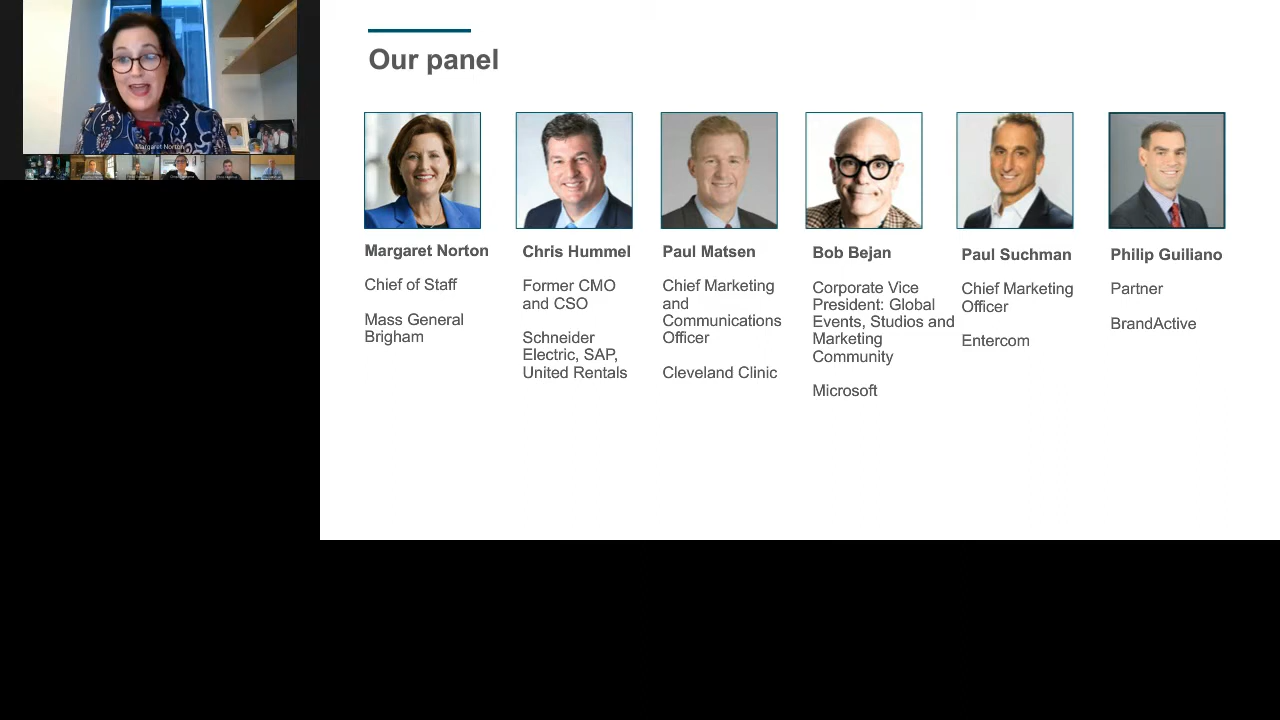 Our panel
Margaret Norton
Margaret Norton
Chief of Staff
Mass General
Brigham
Chris Hummel
Former CMO
and CSO
Schneider
Electric, SAP,
United Rentals
Paul Matsen
Chief Marketing
and
Communications
Officer
Cleveland Clinic
Bob Bejan
Corporate Vice
President: Global
Events, Studios and
Marketing
Community
Microsoft
Paul Suchman
Chief Marketing
Officer
Entercom
Philip Guiliano
Partner
BrandActive